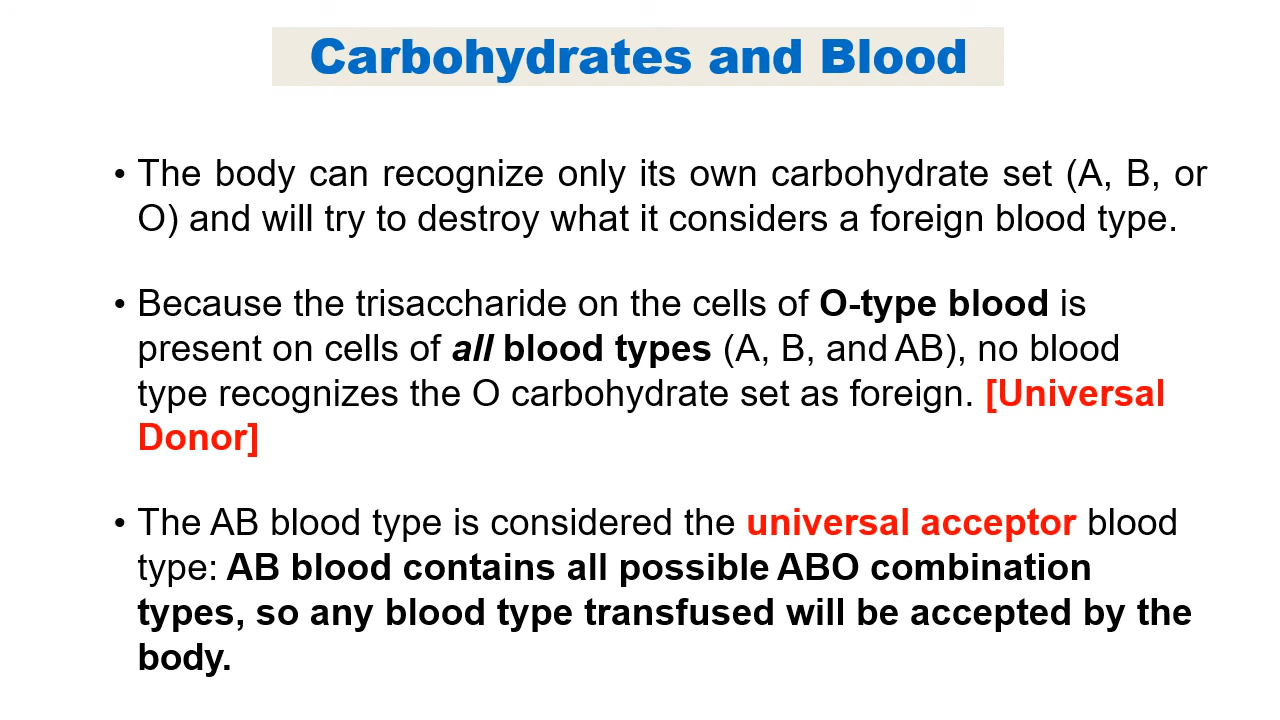 Carbohydrates and Blood
• The body can recognize only its own carbohydrate set (A, B, or
O) and will try to destroy what it considers a foreign blood type.
• Because the trisaccharide on the cells of O-type blood is
present on cells of all blood types (A, B, and AB), no blood
type recognizes the O carbohydrate set as foreign. [Universal
Donor]
• The AB blood type is considered the universal acceptor blood
type: AB blood contains all possible ABO combination
types, so any blood type transfused will be accepted by the
body.